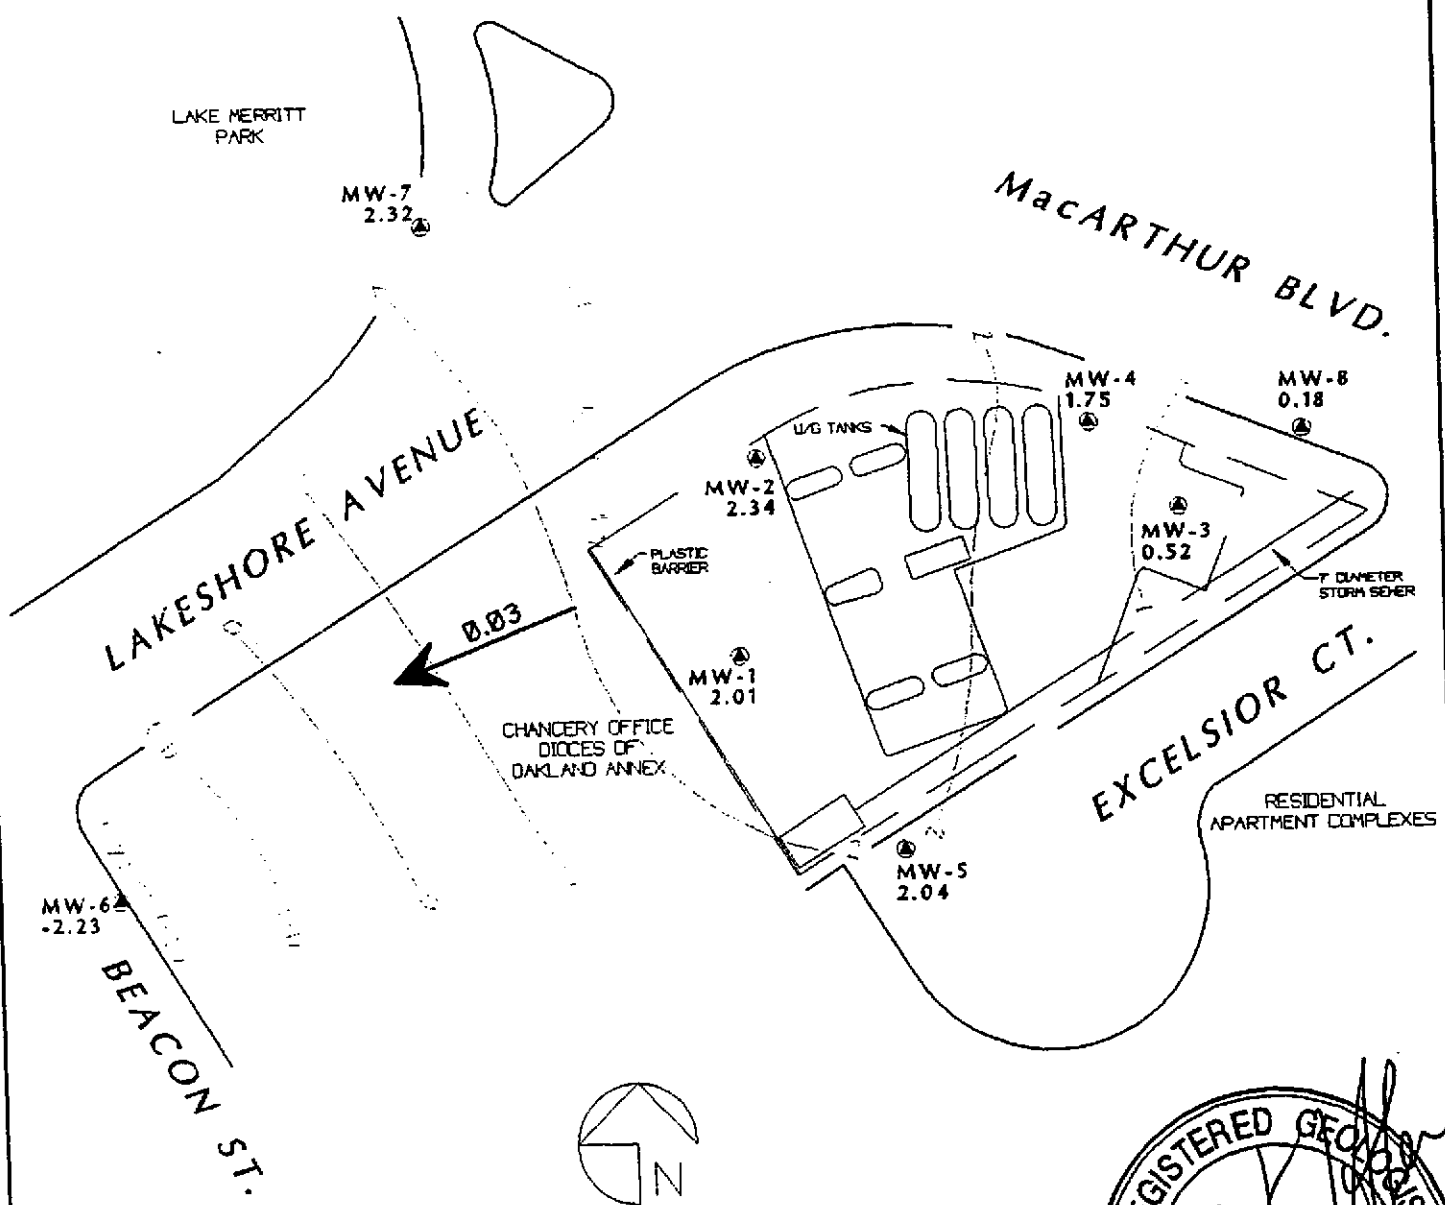 LAKE MERRITT
PARK
MW-7
2.32
MacARTHUR BLVD.
MW-4
1.75
MW-8
0.18
U/G TANKS
MW-2
2.34
MW-3
0.52
LAKESHORE AVENUE
PLASTIC
BARRIER
DIAMETER
STORM SEWER
0.03
MW-1
2.01
CHANCERY OFFICE
DIOCES OF
OAKLAND ANNEX
EXCELSIOR CT.
RESIDENTIAL
APARTMENT COMPLEXES
2
0
MW-5
2.04
MW-6
-2.23
BEACON ST.
N